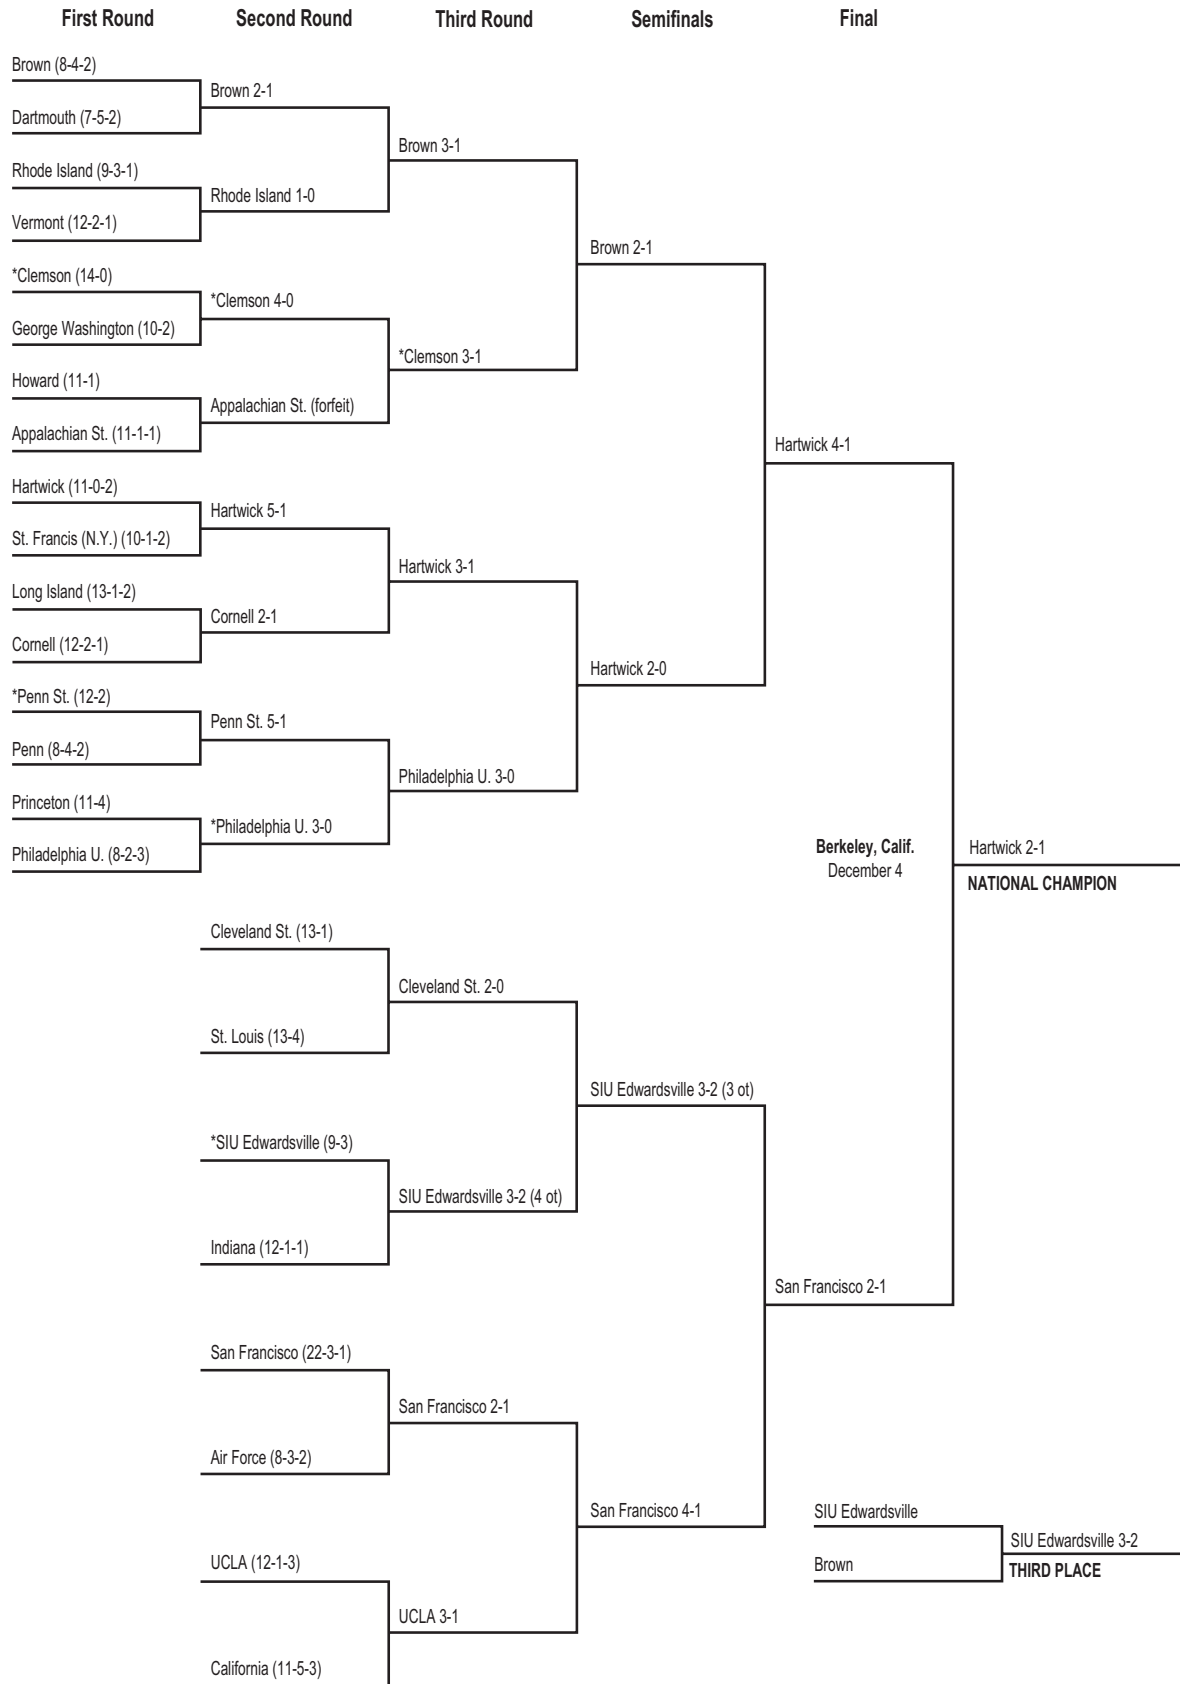 First Round
Second Round
Third Round
Semifinals
Final
Brown (8-4-2)
Dartmouth (7-5-2)
Rhode Island (9-3-1)
Vermont (12-2-1)
*Clemson (14-0)
George Washington (10-2)
Howard (11-1)
Appalachian St. (11-1-1)
Hartwick (11-0-2)
St. Francis (N.Y.) (10-1-2)
Long Island (13-1-2)
Cornell (12-2-1)
*Penn St. (12-2)
Penn (8-4-2)
Princeton (11-4)
Philadelphia U. (8-2-3)
Brown 2-1
Rhode Island 1-0
*Clemson 4-0
Appalachian St. (forfeit)
Hartwick 5-1
Cornell 2-1
Penn St. 5-1
*Philadelphia U. 3-0
Cleveland St. (13-1)
St. Louis (13-4)
*SIU Edwardsville (9-3)
Indiana (12-1-1)
San Francisco (22-3-1)
Air Force (8-3-2)
UCLA (12-1-3)
California (11-5-3)
Brown 3-1
*Clemson 3-1
Hartwick 3-1
Philadelphia U. 3-0
Cleveland St. 2-0
SIU Edwardsville 3-2 (4 ot)
San Francisco 2-1
UCLA 3-1
Brown 2-1
Hartwick 2-0
SIU Edwardsville 3-2 (3 ot)
San Francisco 4-1
Hartwick 4-1
San Francisco 2-1
Berkeley, Calif.
December 4
Hartwick 2-1
NATIONAL CHAMPION
SIU Edwardsville
Brown
SIU Edwardsville 3-2
THIRD PLACE